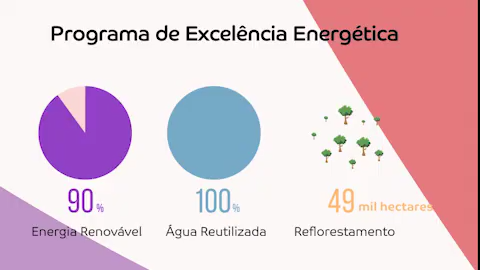 Programa de Excelência Energética
90 % 100 % 49 mil hectares
Energia Renovável Água Reutilizada Reflorestamento